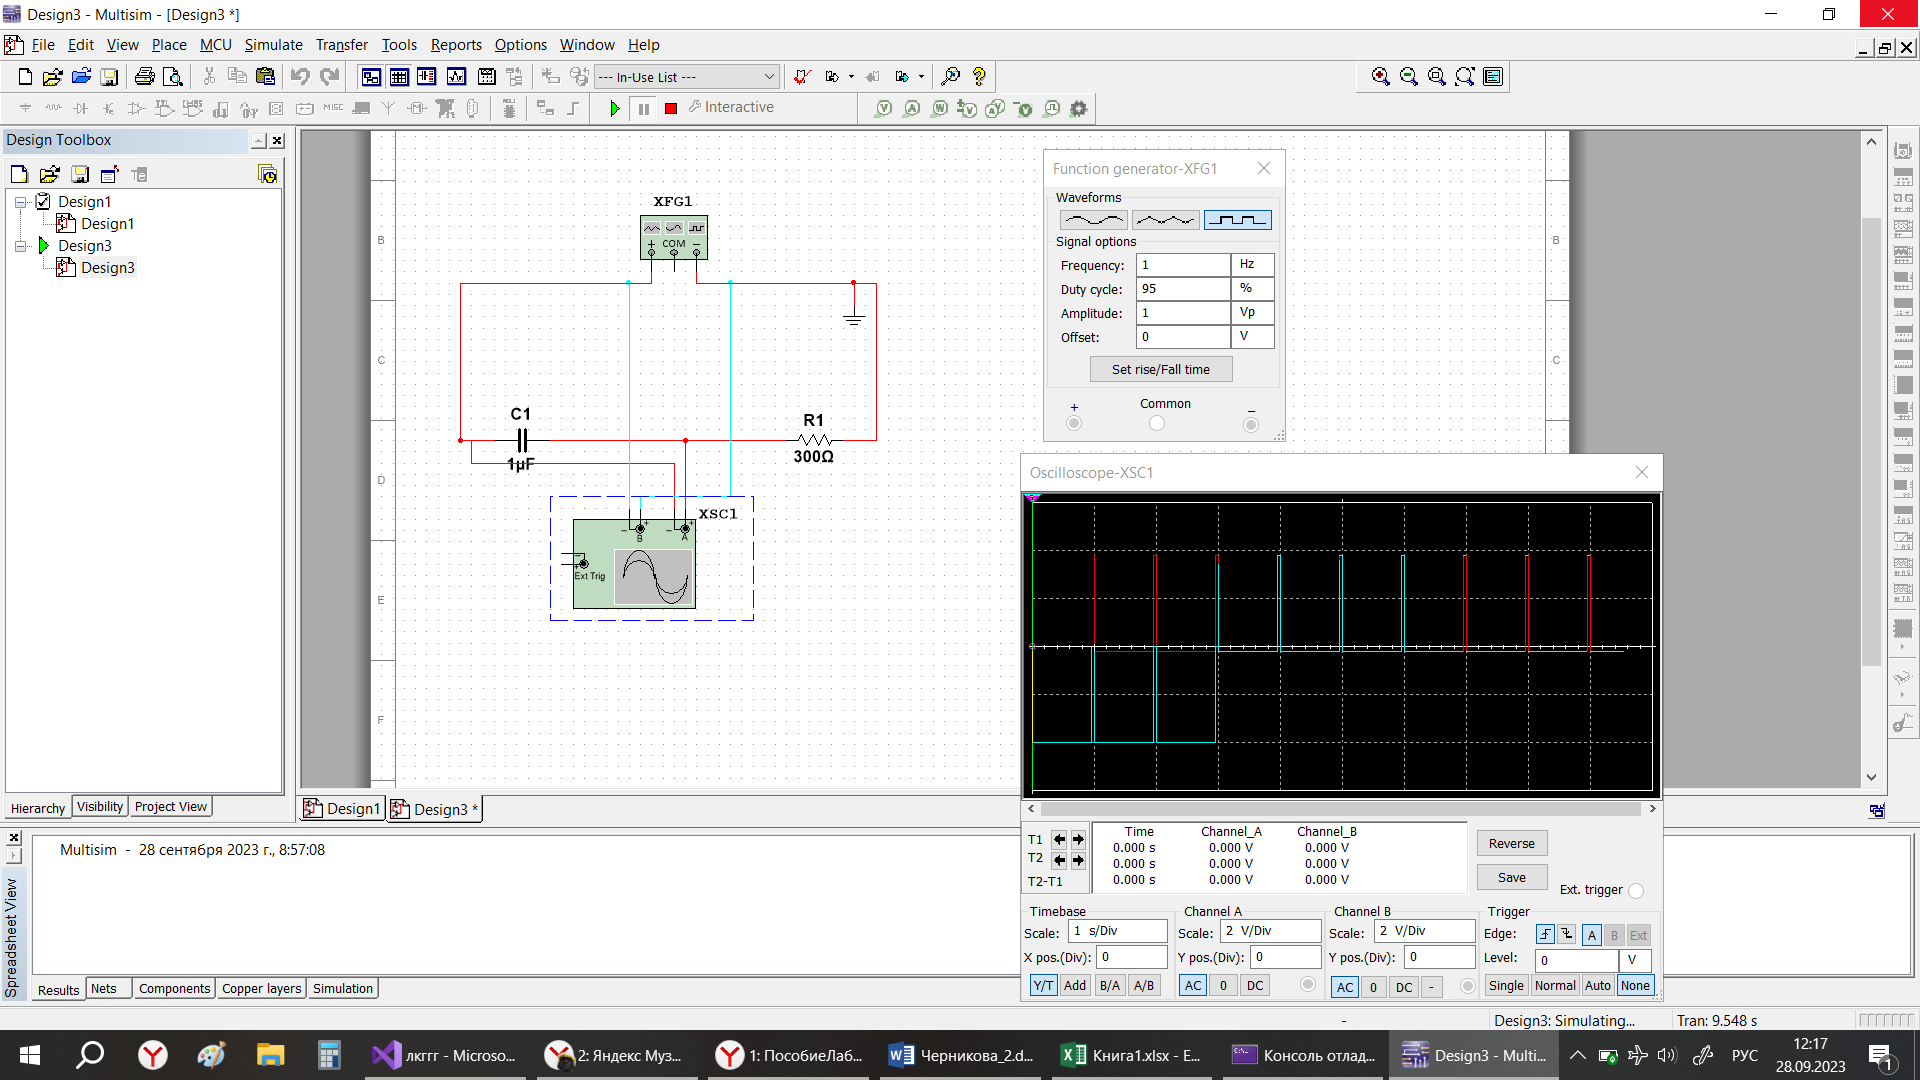 Design3 - Multisim - [Design3 *]
File Edit View Place MCU Simulate Transfer Tools Reports Options Window Help
--- In-Use List ---
MISC
Interactive
Design Toolbox
Design1
Design1
Design3
Design3
Hierarchy Visibility Project View
B
C
D
E
F
B
C
XFG1
+ COM −
C1
1µF
R1
300Ω
XSC1
B
A
Ext Trig
Function generator-XFG1
Waveforms
Signal options
Frequency: 1 Hz
Duty cycle: 95 %
Amplitude: 1 Vp
Offset: 0 V
Set rise/Fall time
+ Common −
Oscilloscope-XSC1
Time Channel_A Channel_B
T1 0.000 s 0.000 V 0.000 V
T2 0.000 s 0.000 V 0.000 V
T2-T1 0.000 s 0.000 V 0.000 V
Reverse
Save
Ext. trigger
Timebase
Scale: 1 s/Div
X pos.(Div): 0
Y/T Add B/A A/B
Channel A
Scale: 2 V/Div
Y pos.(Div): 0
AC 0 DC
Channel B
Scale: 2 V/Div
Y pos.(Div): 0
AC 0 DC -
Trigger
Edge: A B Ext
Level: 0 V
Single Normal Auto None
Design1 Design3 *
Multisim - 28 сентября 2023 г., 8:57:08
Spreadsheet View
Results Nets Components Copper layers Simulation
- Design3: Simulating... Tran: 9.548 s
лкггг - Microso...
2: Яндекс Муз...
1: ПособиеЛаб...
Черникова_2.d...
Книга1.xlsx - E...
Консоль отлад...
Design3 - Multi...
РУС
12:17
28.09.2023
1